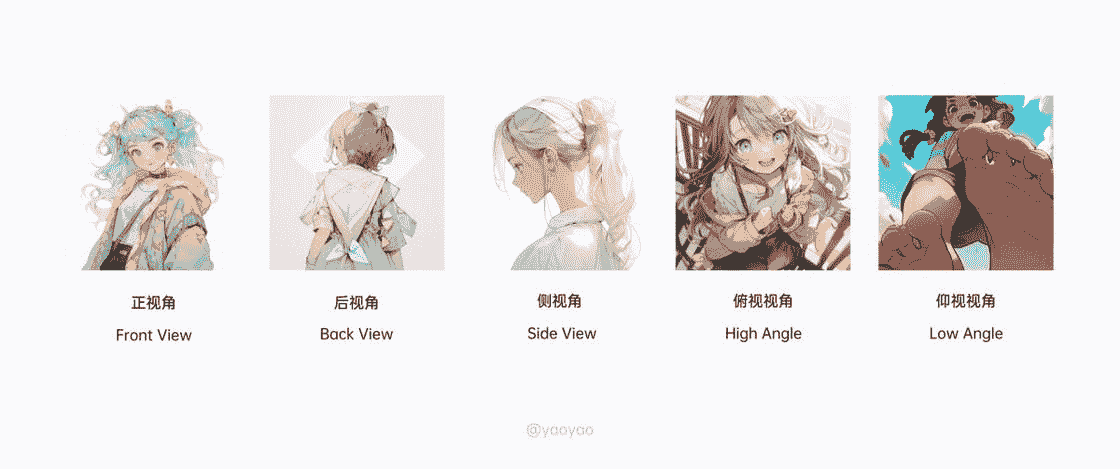 正视角
Front View
后视角
Back View
侧视角
Side View
俯视视角
High Angle
仰视视角
Low Angle
@yaoyao